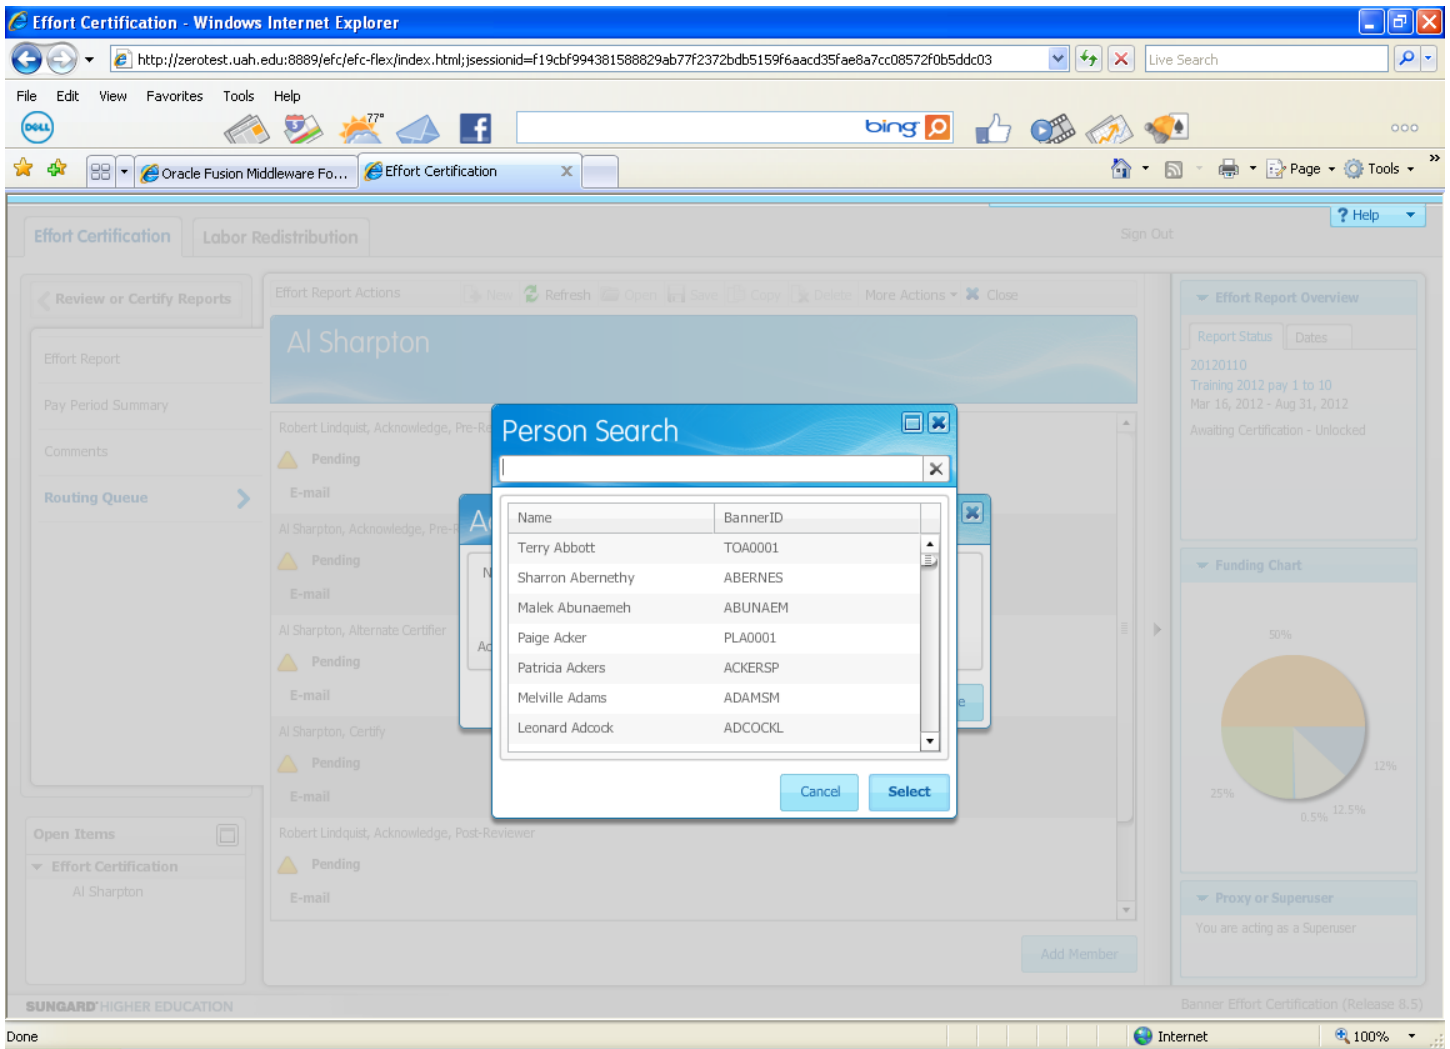 Effort Certification - Windows Internet Explorer
http://zerotest.uah.edu:8889/efc/efc-flex/index.html;jsessionid=f19cbf994381588829ab77f2372bdb5159f6aacd35fae8a7cc08572f0b5ddc03
Live Search
File Edit View Favorites Tools Help
DELL
77°
bing
Oracle Fusion Middleware Fo...
Effort Certification
Page
Tools
»
? Help
Effort Certification
Labor Redistribution
Sign Out
Review or Certify Reports
Effort Report
Pay Period Summary
Comments
Routing Queue
Open Items
Effort Certification
Al Sharpton
Effort Report Actions
New Refresh Open Save Copy Delete More Actions Close
Al Sharpton
Robert Lindquist, Acknowledge, Pre-Re
Pending
E-mail
Al Sharpton, Acknowledge, Pre-R
Pending
E-mail
Al Sharpton, Alternate Certifier
Pending
E-mail
Al Sharpton, Certify
Pending
E-mail
Robert Lindquist, Acknowledge, Post-Reviewer
Pending
E-mail
Add Member
Person Search
Name BannerID
Terry Abbott TOA0001
Sharron Abernethy ABERNES
Malek Abunaemeh ABUNAEM
Paige Acker PLA0001
Patricia Ackers ACKERSP
Melville Adams ADAMSM
Leonard Adcock ADCOCKL
Cancel
Select
Effort Report Overview
Report Status Dates
20120110
Training 2012 pay 1 to 10
Mar 16, 2012 - Aug 31, 2012
Awaiting Certification - Unlocked
Funding Chart
50%
12%
12.5%
0.5%
25%
Proxy or Superuser
You are acting as a Superuser
SUNGARD HIGHER EDUCATION
Banner Effort Certification (Release 8.5)
Done
Internet
100%